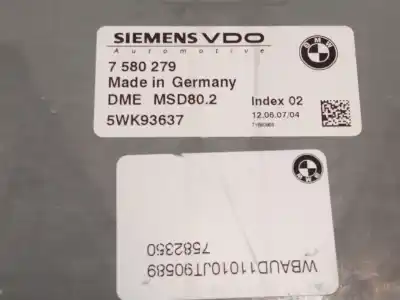 SIEMENS VDO
Automotive
BMW
7 580 279
Made in Germany
DME MSD80.2
Index 02
5WK93637
12.06.07/04
WBAUD11010JT90589
7582350